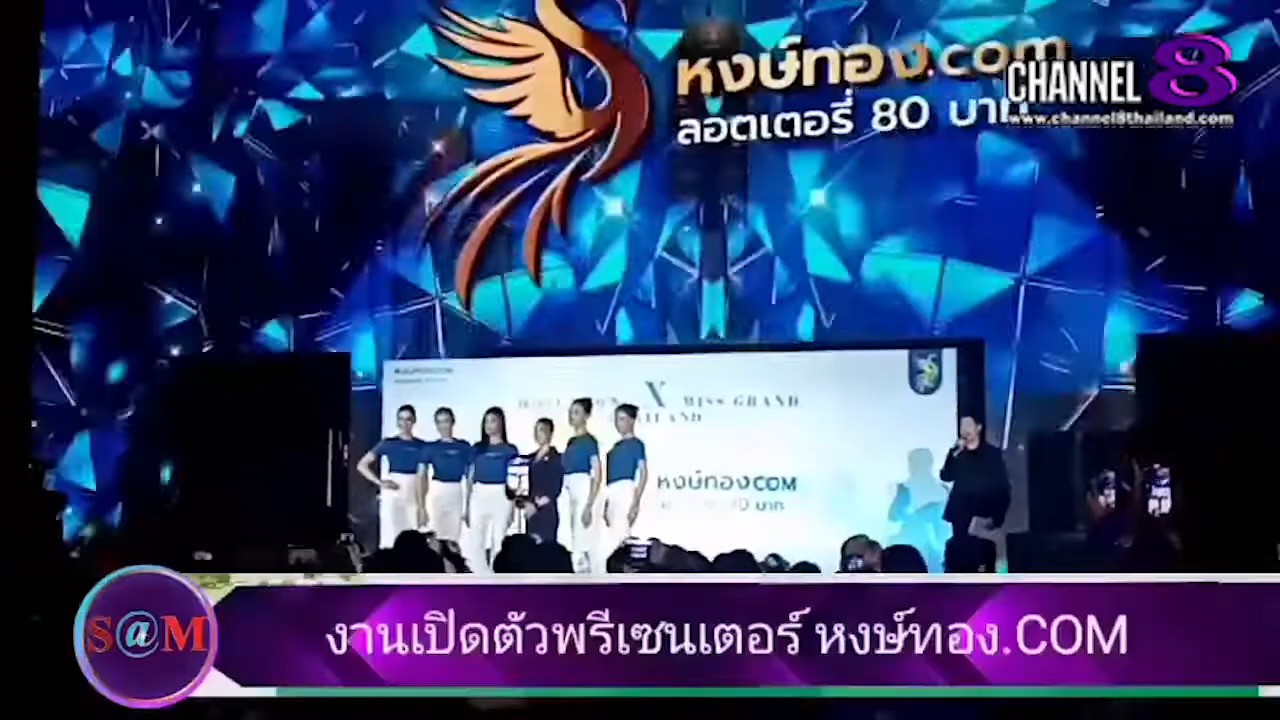 หงษ์ทอง.com
ลอตเตอรี่ 80 บาท
CHANNEL 8
www.channel8thailand.com
X MISS GRAND
หงษ์ทองCOM
บาท
S@M
งานเปิดตัวพรีเซนเตอร์ หงษ์ทอง.COM